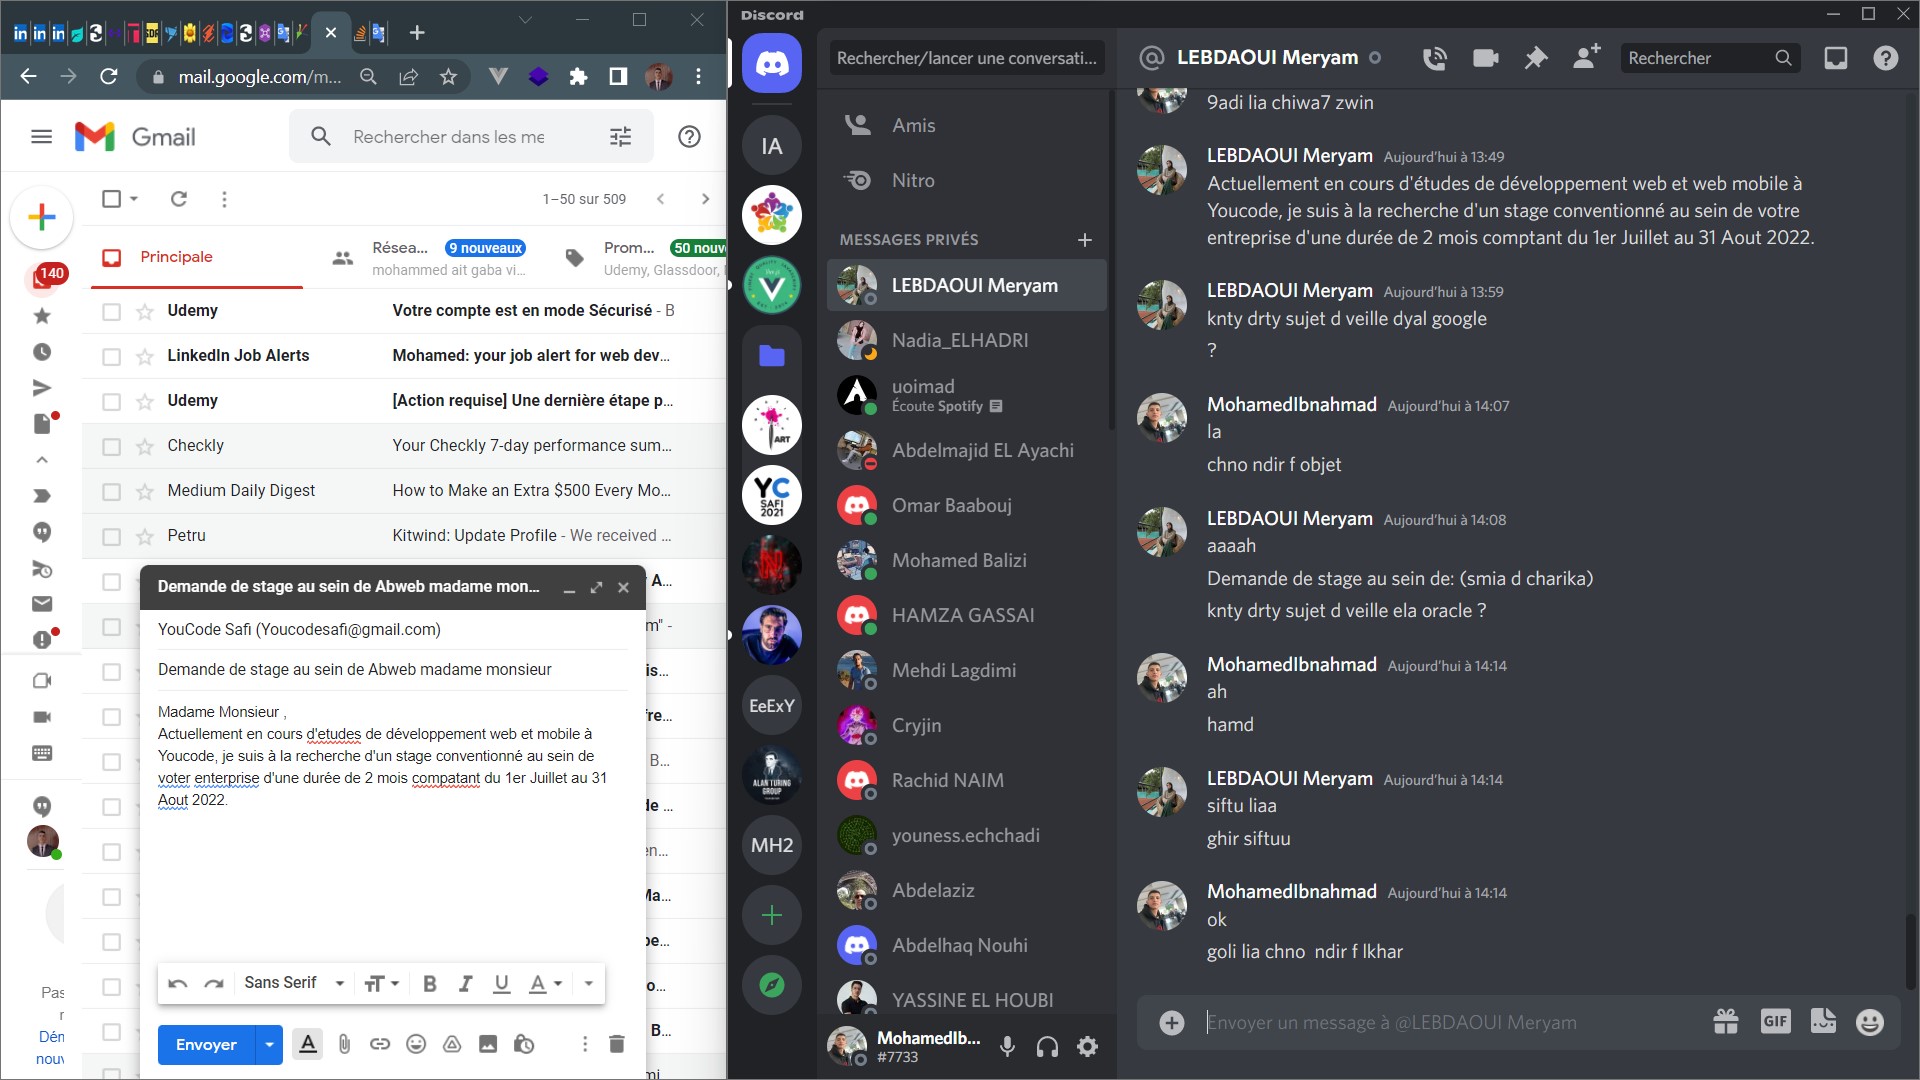 mail.google.com/m...
Gmail
Rechercher dans les me
1–50 sur 509
140
Principale
Résea...
9 nouveaux
mohammed ait gaba vi...
Prom...
50 nouv
Udemy, Glassdoor,
Udemy
Votre compte est en mode Sécurisé - B
LinkedIn Job Alerts
Mohamed: your job alert for web dev...
Udemy
[Action requise] Une dernière étape p...
Checkly
Your Checkly 7-day performance sum...
Medium Daily Digest
How to Make an Extra $500 Every Mo...
Petru
Kitwind: Update Profile - We received ...
A...
m" -
is...
fre...
B...
de ...
en...
Ma...
be...
o...
B...
mi
Demande de stage au sein de Abweb madame mon...
YouCode Safi (Youcodesafi@gmail.com)
Demande de stage au sein de Abweb madame monsieur
Madame Monsieur ,
Actuellement en cours d'etudes de développement web et mobile à
Youcode, je suis à la recherche d'un stage conventionné au sein de
voter enterprise d'une durée de 2 mois compatant du 1er Juillet au 31
Aout 2022.
Sans Serif
Envoyer
Pas
r
Dén
nouv
Discord
IA
ART
YC
SAFI
2021
EeExY
ALAN TURING
GROUP
MH2
Rechercher/lancer une conversati...
Amis
Nitro
MESSAGES PRIVÉS
LEBDAOUI Meryam
Nadia_ELHADRI
uoimad
Écoute Spotify
Abdelmajid EL Ayachi
Omar Baabouj
Mohamed Balizi
HAMZA GASSAI
Mehdi Lagdimi
Cryjin
Rachid NAIM
youness.echchadi
Abdelaziz
Abdelhaq Nouhi
YASSINE EL HOUBI
MohamedIb...
#7733
LEBDAOUI Meryam
Rechercher
9adi lia chiwa7 zwin
LEBDAOUI Meryam Aujourd'hui à 13:49
Actuellement en cours d'études de développement web et web mobile à
Youcode, je suis à la recherche d'un stage conventionné au sein de votre
entreprise d'une durée de 2 mois comptant du 1er Juillet au 31 Aout 2022.
LEBDAOUI Meryam Aujourd'hui à 13:59
knty drty sujet d veille dyal google
?
MohamedIbnahmad Aujourd'hui à 14:07
la
chno ndir f objet
LEBDAOUI Meryam Aujourd'hui à 14:08
aaaah
Demande de stage au sein de: (smia d charika)
knty drty sujet d veille ela oracle ?
MohamedIbnahmad Aujourd'hui à 14:14
ah
hamd
LEBDAOUI Meryam Aujourd'hui à 14:14
siftu liaa
ghir siftuu
MohamedIbnahmad Aujourd'hui à 14:14
ok
goli lia chno ndir f lkhar
Envoyer un message à @LEBDAOUI Meryam
GIF